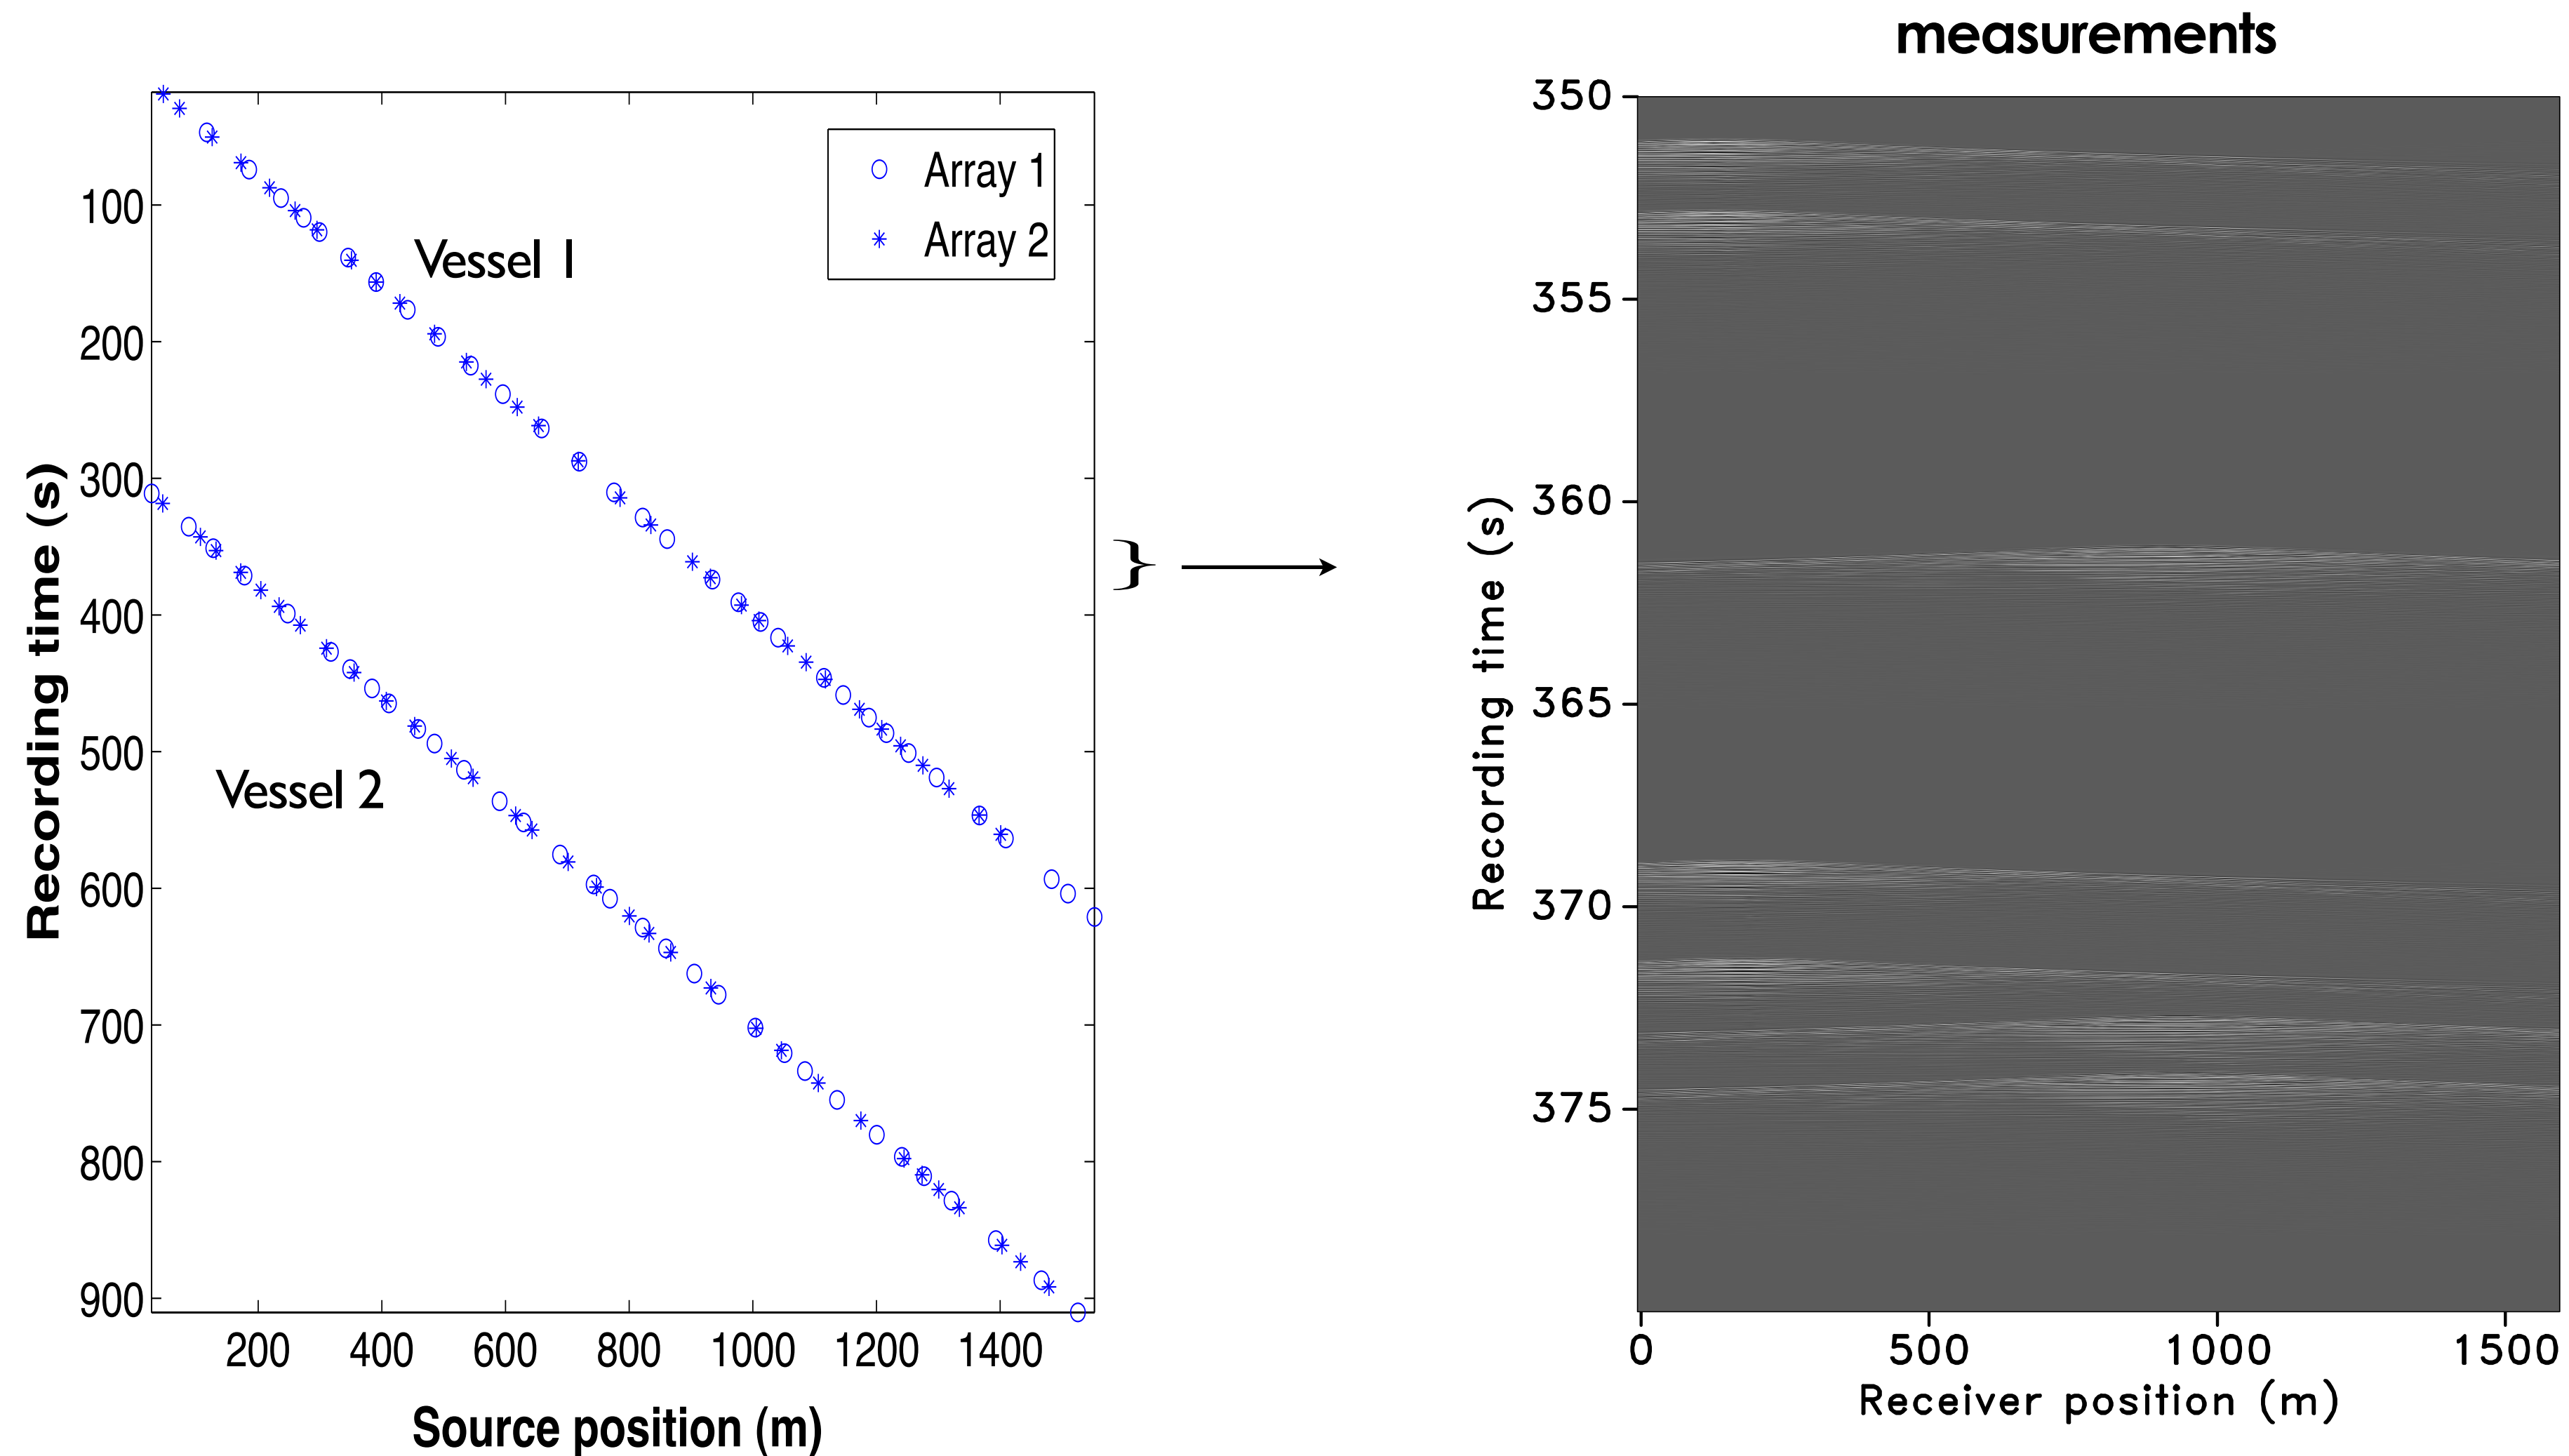 measurements
Array 1
Array 2
Vessel 1
Vessel 2
Recording time (s)
100
200
300
400
500
600
700
800
900
200 400 600 800 1000 1200 1400
Source position (m)
}
Recording time (s)
350
355
360
365
370
375
0 500 1000 1500
Receiver position (m)